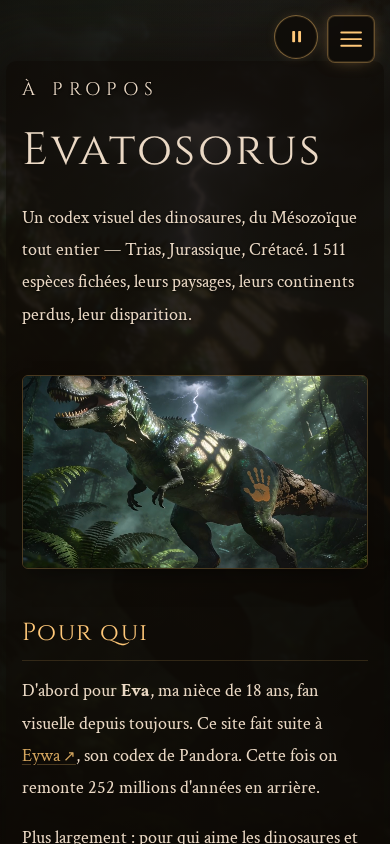 À PROPOS
Evatosorus
Un codex visuel des dinosaures, du Mésozoïque
tout entier — Trias, Jurassique, Crétacé. 1 511
espèces fichées, leurs paysages, leurs continents
perdus, leur disparition.
Pour qui
D'abord pour Eva, ma nièce de 18 ans, fan
visuelle depuis toujours. Ce site fait suite à
Eywa ↗, son codex de Pandora. Cette fois on
remonte 252 millions d'années en arrière.
Plus largement : pour qui aime les dinosaures et